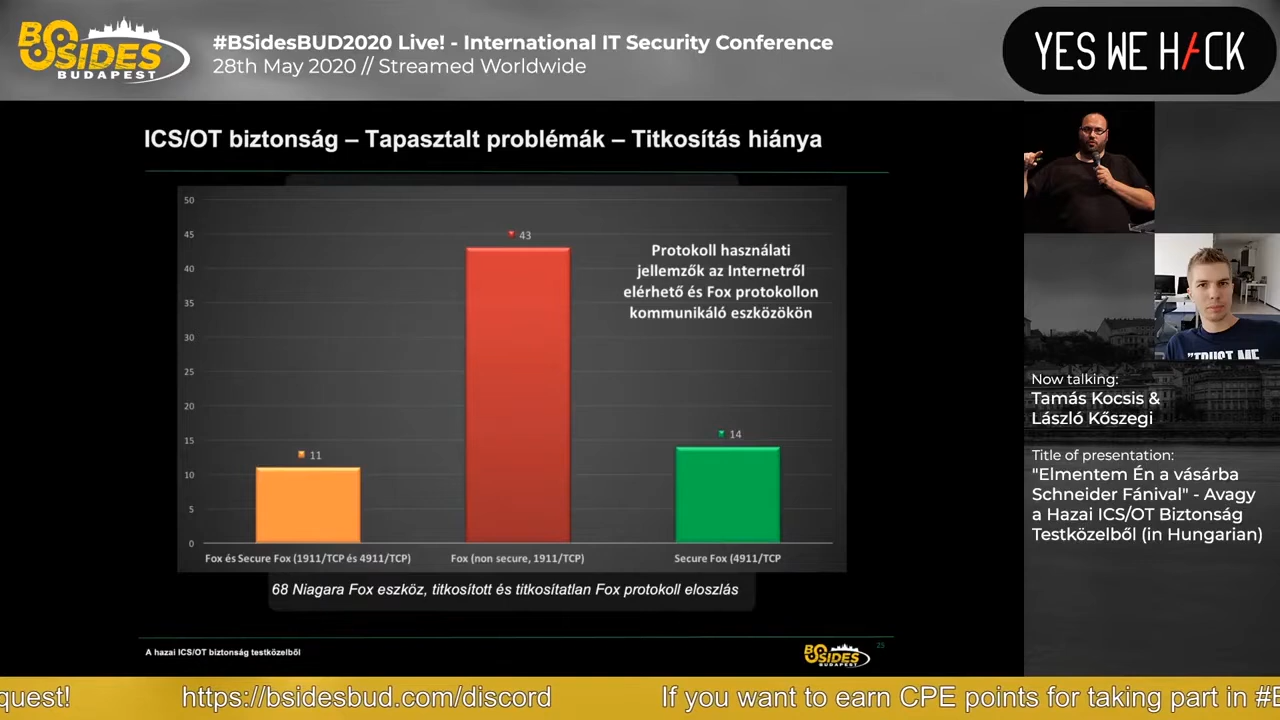 BSIDES
BUDAPEST
#BSidesBUD2020 Live! - International IT Security Conference
28th May 2020 // Streamed Worldwide
YES WE H/CK
ICS/OT biztonság – Tapasztalt problémák – Titkosítás hiánya
50
45
40
35
30
25
20
15
10
5
0
11
43
14
Protokoll használati
jellemzők az Internetről
elérhető és Fox protokollon
kommunikáló eszközökön
Fox és Secure Fox (1911/TCP és 4911/TCP)
Fox (non secure, 1911/TCP)
Secure Fox (4911/TCP
68 Niagara Fox eszköz, titkosított és titkosítatlan Fox protokoll eloszlás
A hazai ICS/OT biztonság testközelből
BSIDES
BUDAPEST
25
"TRUST ME
Now talking:
Tamás Kocsis &
László Kőszegi
Title of presentation:
"Elmentem Én a vásárba
Schneider Fánival" - Avagy
a Hazai ICS/OT Biztonság
Testközelből (in Hungarian)
quest!
https://bsidesbud.com/discord
If you want to earn CPE points for taking part in #B